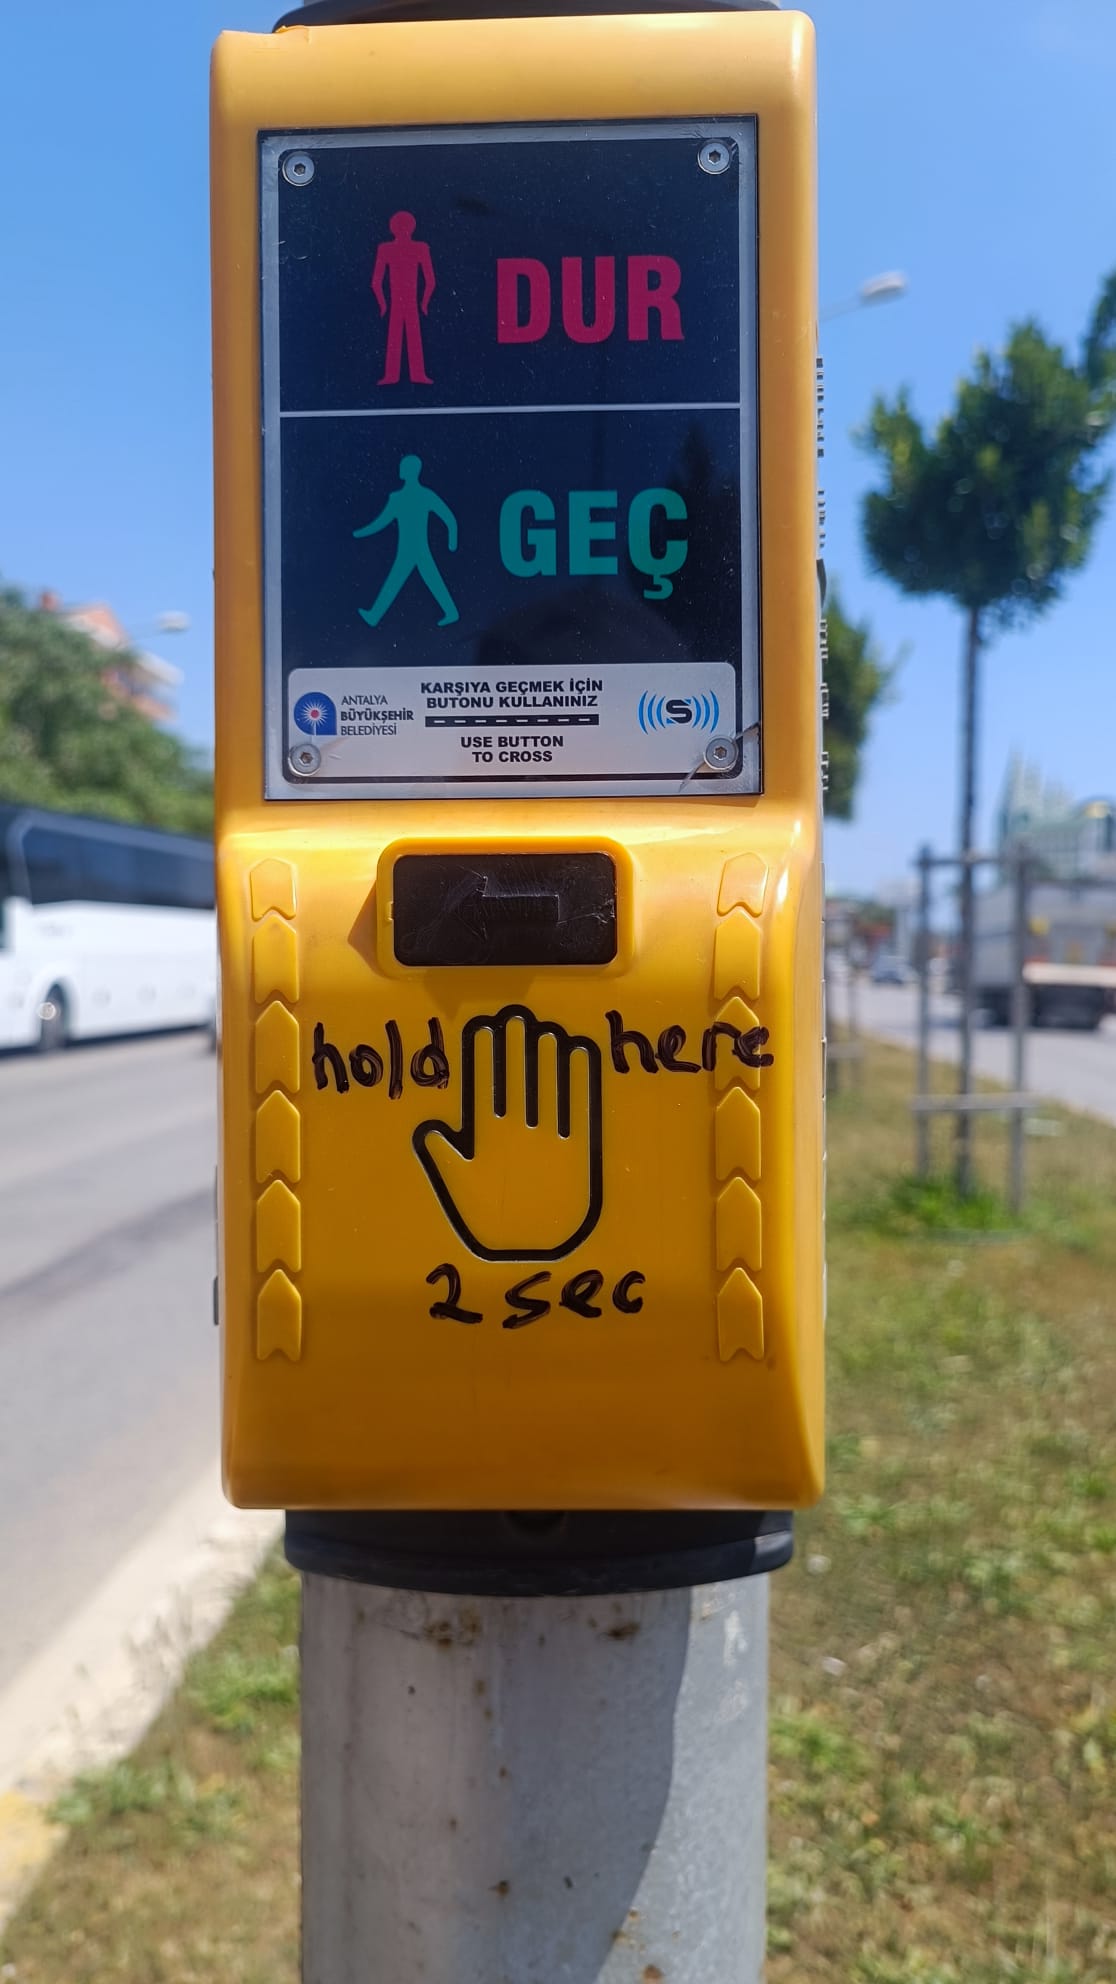 DUR
GEÇ
ANTALYA
BÜYÜKŞEHİR
BELEDİYESİ
KARŞIYA GEÇMEK İÇİN
BUTONU KULLANINIZ
USE BUTTON
TO CROSS
S
hold here
2 sec